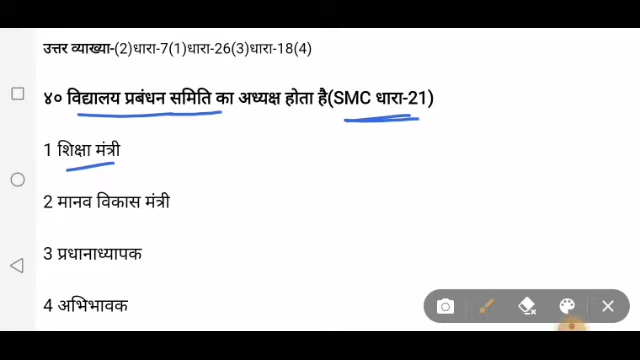 उत्तर व्याख्या-(2)धारा-7(1)धारा-26(3)धारा-18(4)
४० विद्यालय प्रबंधन समिति का अध्यक्ष होता है(SMC धारा-21)
1 शिक्षा मंत्री
2 मानव विकास मंत्री
3 प्रधानाध्यापक
4 अभिभावक